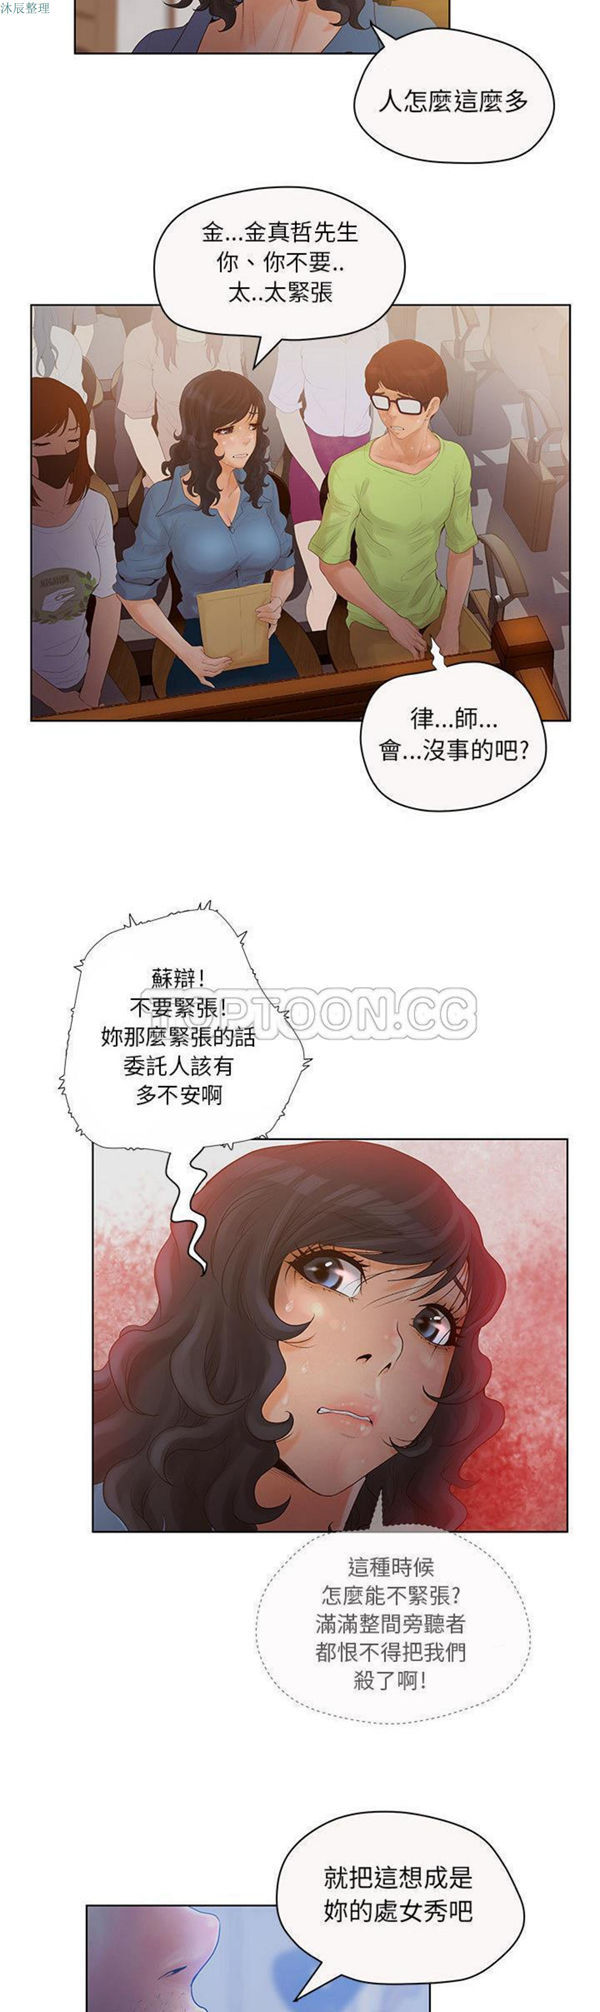 沐辰整理
人怎麼這麼多
金...金真哲先生
你、你不要..
太..太緊張
律...師...
會...沒事的吧?
蘇辯!
不要緊張!
妳那麼緊張的話
委託人該有
多不安啊
TOPTOON.CC
這種時候
怎麼能不緊張?
滿滿整間旁聽者
都恨不得把我們
殺了啊!
就把這想成是
妳的處女秀吧